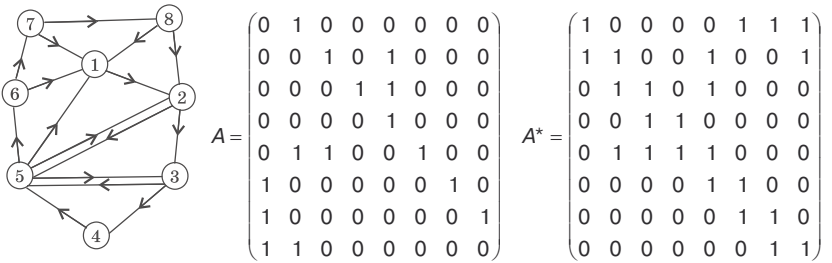 7 8
1
6 2
5 3
4
A =
0 1 0 0 0 0 0 0
0 0 1 0 1 0 0 0
0 0 0 1 1 0 0 0
0 0 0 0 1 0 0 0
0 1 1 0 0 1 0 0
1 0 0 0 0 0 1 0
1 0 0 0 0 0 0 1
1 1 0 0 0 0 0 0
A* =
1 0 0 0 0 1 1 1
1 1 0 0 1 0 0 1
0 1 1 0 1 0 0 0
0 0 1 1 0 0 0 0
0 1 1 1 1 0 0 0
0 0 0 0 1 1 0 0
0 0 0 0 0 1 1 0
0 0 0 0 0 0 1 1